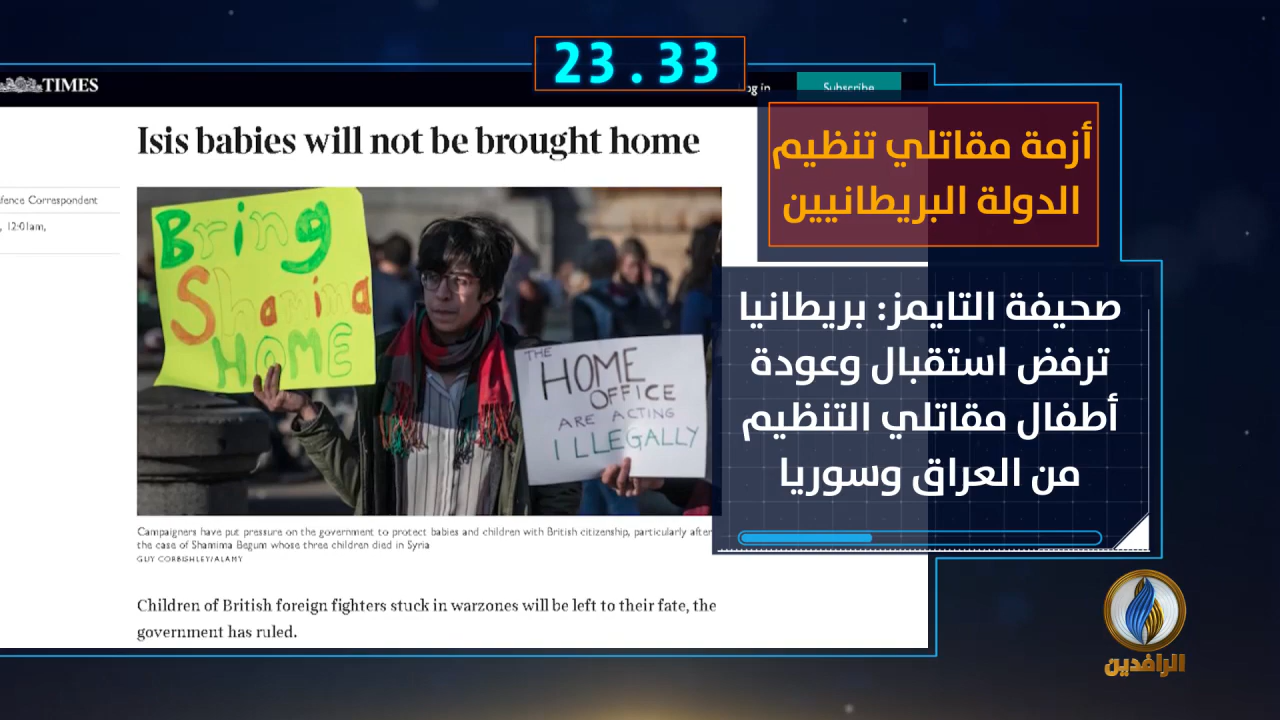 23.33
TIMES
Log in
Subscribe
Isis babies will not be brought home
Defence Correspondent
, 12:01am,
Bring
Shamima
HOME
THE
HOME
OFFICE
ARE ACTING
ILLEGALLY
Campaigners have put pressure on the government to protect babies and children with British citizenship, particularly after
the case of Shamima Begum whose three children died in Syria
GUY CORBISHLEY/ALAMY
Children of British foreign fighters stuck in warzones will be left to their fate, the
government has ruled.
أزمة مقاتلي تنظيم
الدولة البريطانيين
صحيفة التايمز: بريطانيا
ترفض استقبال وعودة
أطفال مقاتلي التنظيم
من العراق وسوريا
الرافدين